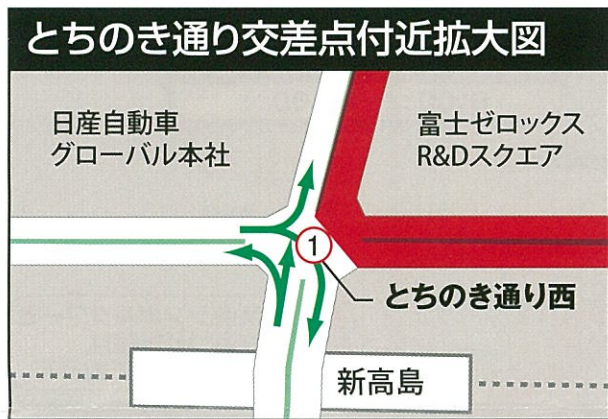 とちのき通り交差点付近拡大図
日産自動車
グローバル本社
富士ゼロックス
R&Dスクエア
1
とちのき通り西
新高島